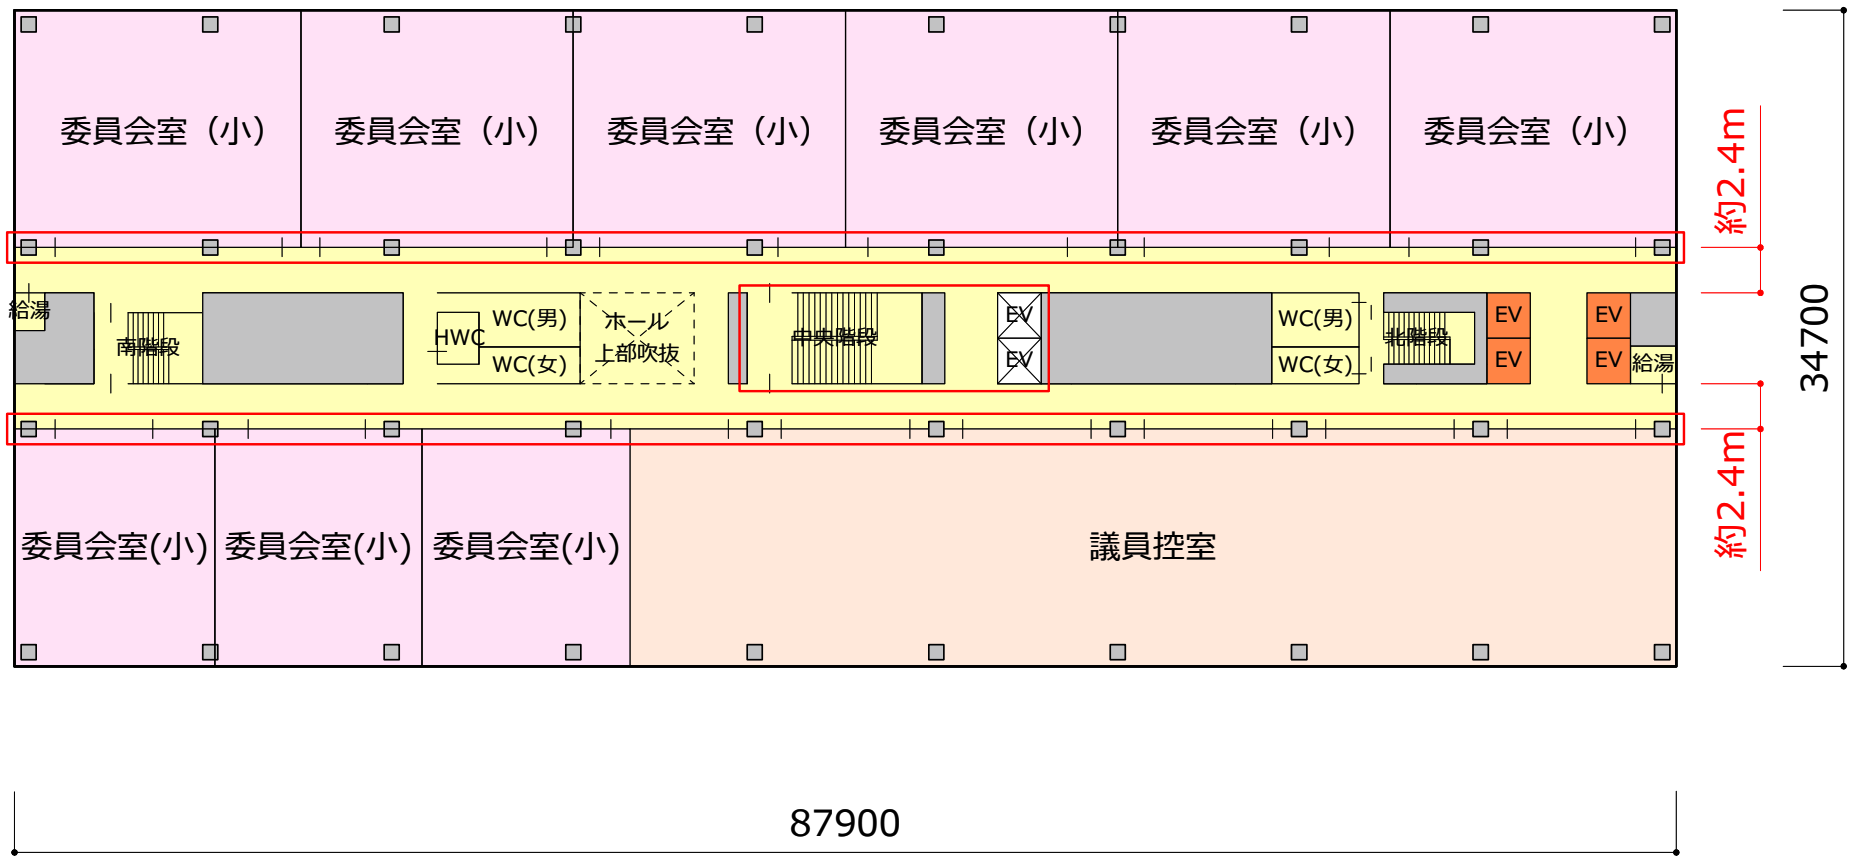 委員会室（小）
委員会室（小）
委員会室（小）
委員会室（小）
委員会室（小）
委員会室（小）
約2.4m
34700
給湯
南階段
HWC
WC(男)
WC(女)
ホール
上部吹抜
中央階段
EV
EV
WC(男)
WC(女)
北階段
EV
EV
EV
EV
給湯
約2.4m
委員会室(小)
委員会室(小)
委員会室(小)
議員控室
87900